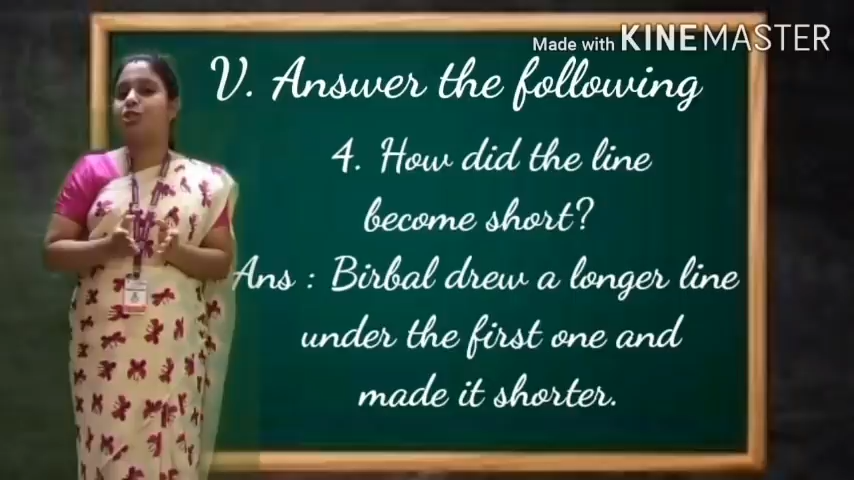 Made with KINEMASTER
V. Answer the following
4. How did the line
become short?
Ans : Birbal drew a longer line
under the first one and
made it shorter.